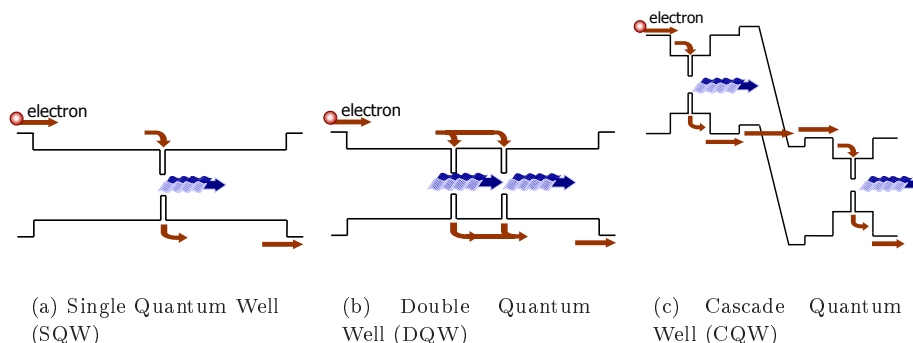 electron
electron
electron
(a) Single Quantum Well
(SQW)
(b) Double Quantum
Well (DQW)
(c) Cascade Quantum
Well (CQW)